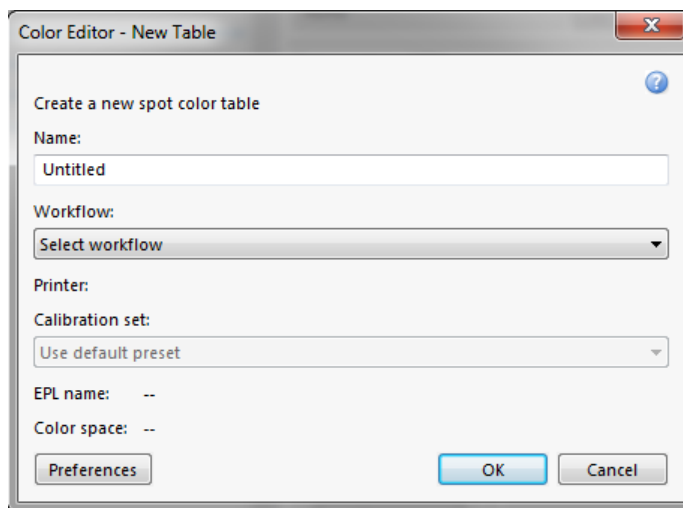 Color Editor - New Table
Create a new spot color table
Name:
Untitled
Workflow:
Select workflow
Printer:
Calibration set:
Use default preset
EPL name: --
Color space: --
Preferences OK Cancel